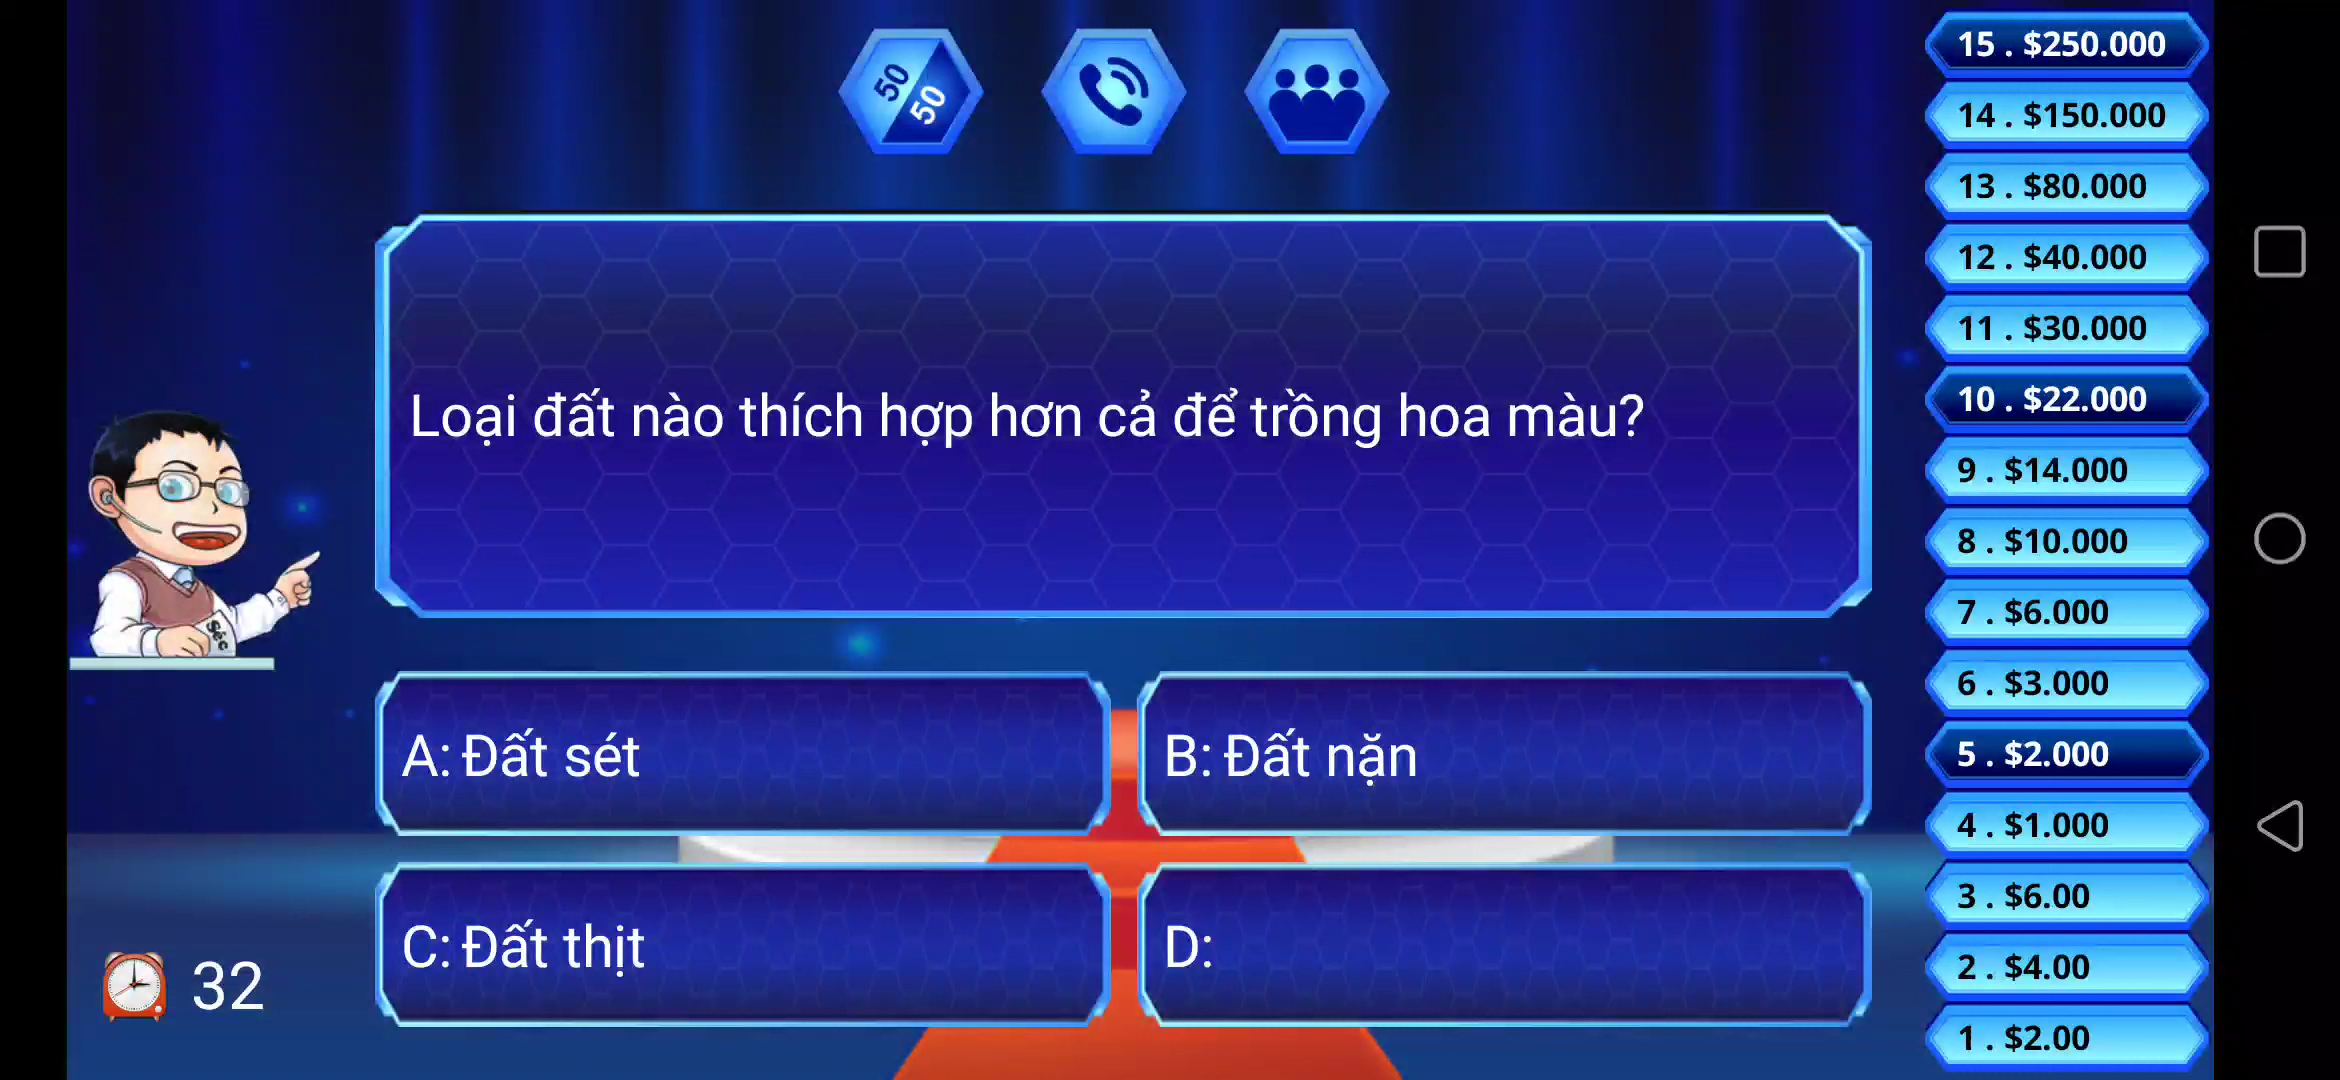 50
50
15 . $250.000
14 . $150.000
13 . $80.000
12 . $40.000
11 . $30.000
10 . $22.000
9 . $14.000
8 . $10.000
7 . $6.000
6 . $3.000
5 . $2.000
4 . $1.000
3 . $6.00
2 . $4.00
1 . $2.00
Loại đất nào thích hợp hơn cả để trồng hoa màu?
Séc
A: Đất sét
B: Đất nặn
C: Đất thịt
D:
32